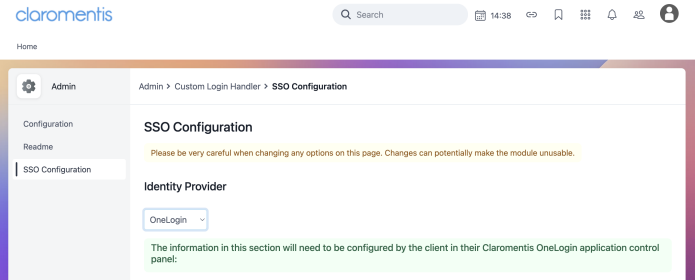 claromentis
Search
14:38
Home
Admin
Admin > Custom Login Handler > SSO Configuration
Configuration
Readme
SSO Configuration
SSO Configuration
Please be very careful when changing any options on this page. Changes can potentially make the module unusable.
Identity Provider
OneLogin
The information in this section will need to be configured by the client in their Claromentis OneLogin application control
panel: